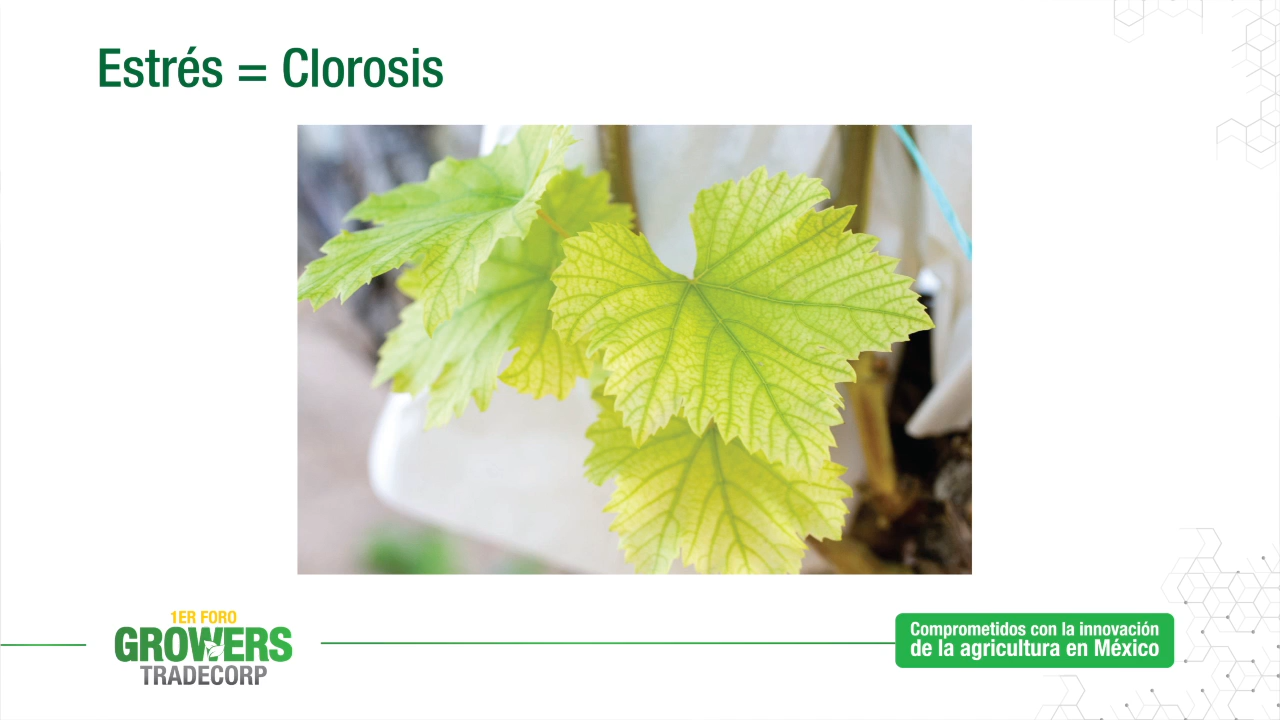 Estrés = Clorosis
1ER FORO
GROWERS
TRADECORP
Comprometidos con la innovación
de la agricultura en México